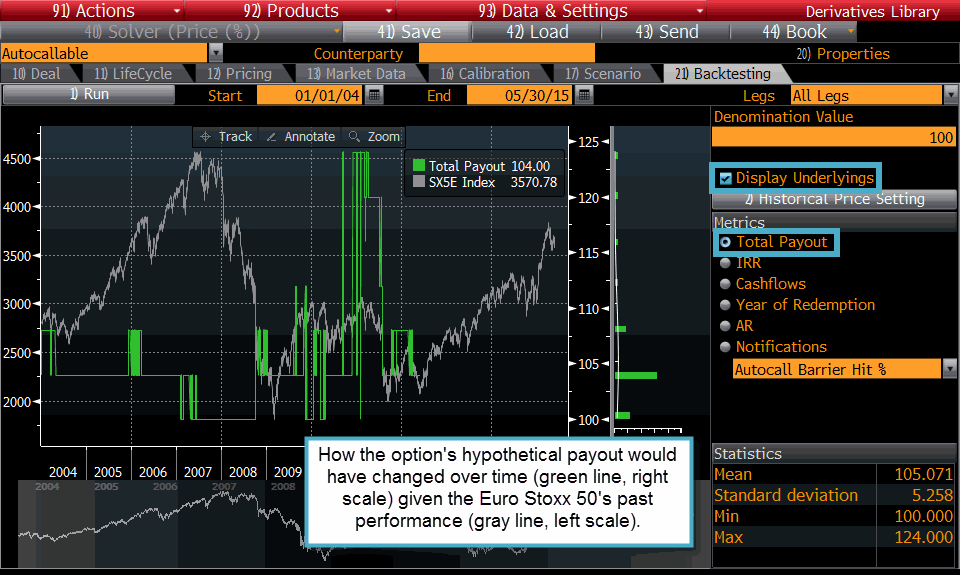 91) Actions 92) Products 93) Data & Settings Derivatives Library
40) Solver (Price (%)) 41) Save 42) Load 43) Send 44) Book
Autocallable Counterparty 20) Properties
10) Deal 11) LifeCycle 12) Pricing 13) Market Data 16) Calibration 17) Scenario 21) Backtesting
1) Run Start 01/01/04 End 05/30/15 Legs All Legs
Denomination Value
100
Display Underlyings
2) Historical Price Setting
Metrics
Total Payout
IRR
Cashflows
Year of Redemption
AR
Notifications
Autocall Barrier Hit %
Statistics
Mean 105.071
Standard deviation 5.258
Min 100.000
Max 124.000
Track Annotate Zoom
Total Payout 104.00
SX5E Index 3570.78
4500
4000
3500
3000
2500
2000
125
120
115
110
105
100
2004 2005 2006 2007 2008 2009
2004 2005 2006 2007 2008
How the option's hypothetical payout would
have changed over time (green line, right
scale) given the Euro Stoxx 50's past
performance (gray line, left scale).